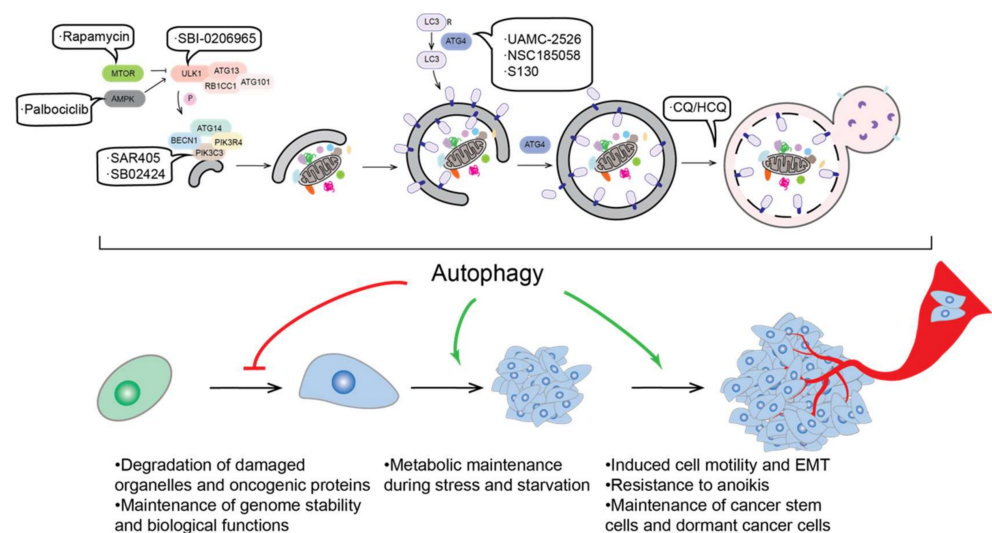 ·Rapamycin
·SBI-0206965
MTOR
ULK1
ATG13
RB1CC1
ATG101
·Palbociclib
AMPK
P
ATG14
BECN1
PIK3R4
PIK3C3
·SAR405
·SB02424
LC3 R
ATG4
LC3
·UAMC-2526
·NSC185058
·S130
ATG4
·CQ/HCQ
Autophagy
•Degradation of damaged
organelles and oncogenic proteins
•Maintenance of genome stability
and biological functions
•Metabolic maintenance
during stress and starvation
•Induced cell motility and EMT
•Resistance to anoikis
•Maintenance of cancer stem
cells and dormant cancer cells